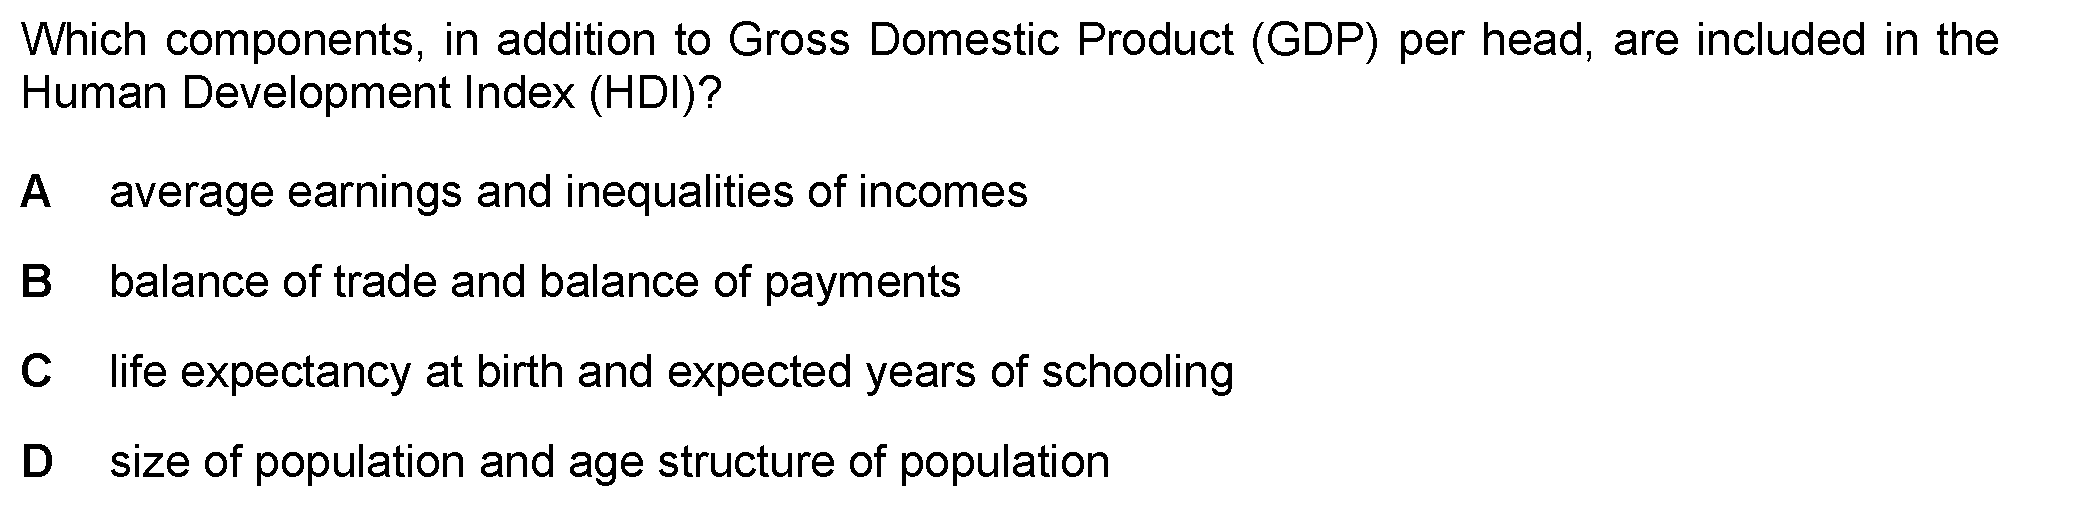 Which components, in addition to Gross Domestic Product (GDP) per head, are included in the
Human Development Index (HDI)?
A average earnings and inequalities of incomes
B balance of trade and balance of payments
C life expectancy at birth and expected years of schooling
D size of population and age structure of population